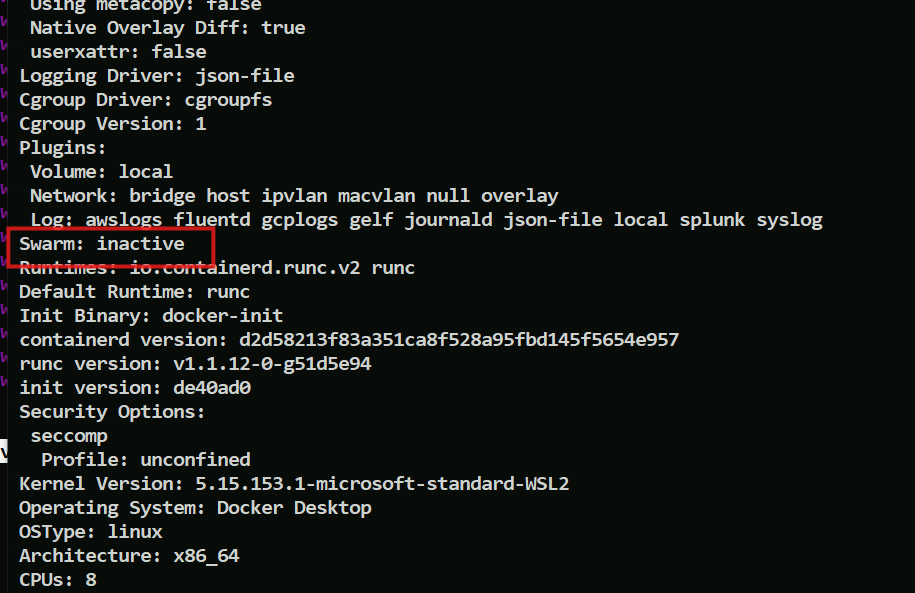 Using metacopy: false
Native Overlay Diff: true
userxattr: false
Logging Driver: json-file
Cgroup Driver: cgroupfs
Cgroup Version: 1
Plugins:
Volume: local
Network: bridge host ipvlan macvlan null overlay
Log: awslogs fluentd gcplogs gelf journald json-file local splunk syslog
Swarm: inactive
Runtimes: io.containerd.runc.v2 runc
Default Runtime: runc
Init Binary: docker-init
containerd version: d2d58213f83a351ca8f528a95fbd145f5654e957
runc version: v1.1.12-0-g51d5e94
init version: de40ad0
Security Options:
seccomp
Profile: unconfined
Kernel Version: 5.15.153.1-microsoft-standard-WSL2
Operating System: Docker Desktop
OSType: linux
Architecture: x86_64
CPUs: 8